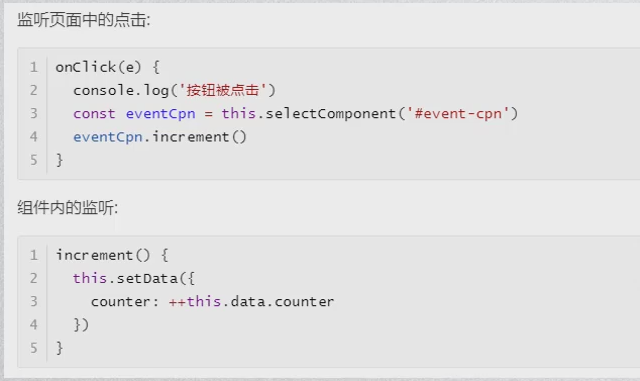 监听页面中的点击:
1 onClick(e) {
2   console.log('按钮被点击')
3   const eventCpn = this.selectComponent('#event-cpn')
4   eventCpn.increment()
5 }
组件内的监听:
1 increment() {
2   this.setData({
3     counter: ++this.data.counter
4   })
5 }